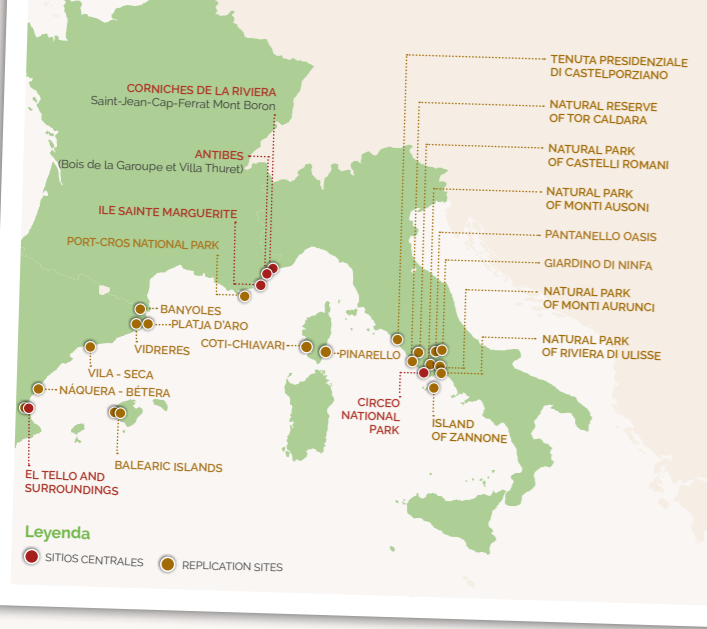 CORNICHES DE LA RIVIERA
Saint-Jean-Cap-Ferrat Mont Boron
ANTIBES
(Bois de la Garoupe et Villa Thuret)
ILE SAINTE MARGUERITE
PORT-CROS NATIONAL PARK
TENUTA PRESIDENZIALE
DI CASTELPORZIANO
NATURAL RESERVE
OF TOR CALDARA
NATURAL PARK
OF CASTELLI ROMANI
NATURAL PARK
OF MONTI AUSONI
PANTANELLO OASIS
GIARDINO DI NINFA
NATURAL PARK
OF MONTI AURUNCI
NATURAL PARK
OF RIVIERA DI ULISSE
BANYOLES
PLATJA D'ARO
VIDRERES
COTI-CHIAVARI
PINARELLO
VILA - SECA
NÁQUERA - BÉTERA
CIRCEO
NATIONAL
PARK
ISLAND
OF ZANNONE
BALEARIC ISLANDS
EL TELLO AND
SURROUNDINGS
Leyenda
SITIOS CENTRALES
REPLICATION SITES